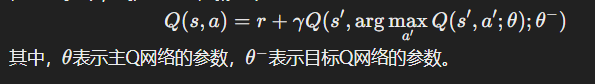 Q(s, a) = r + γQ(s′, arg max_{a′} Q(s′, a′; θ); θ⁻)
其中，θ表示主Q网络的参数，θ⁻表示目标Q网络的参数。